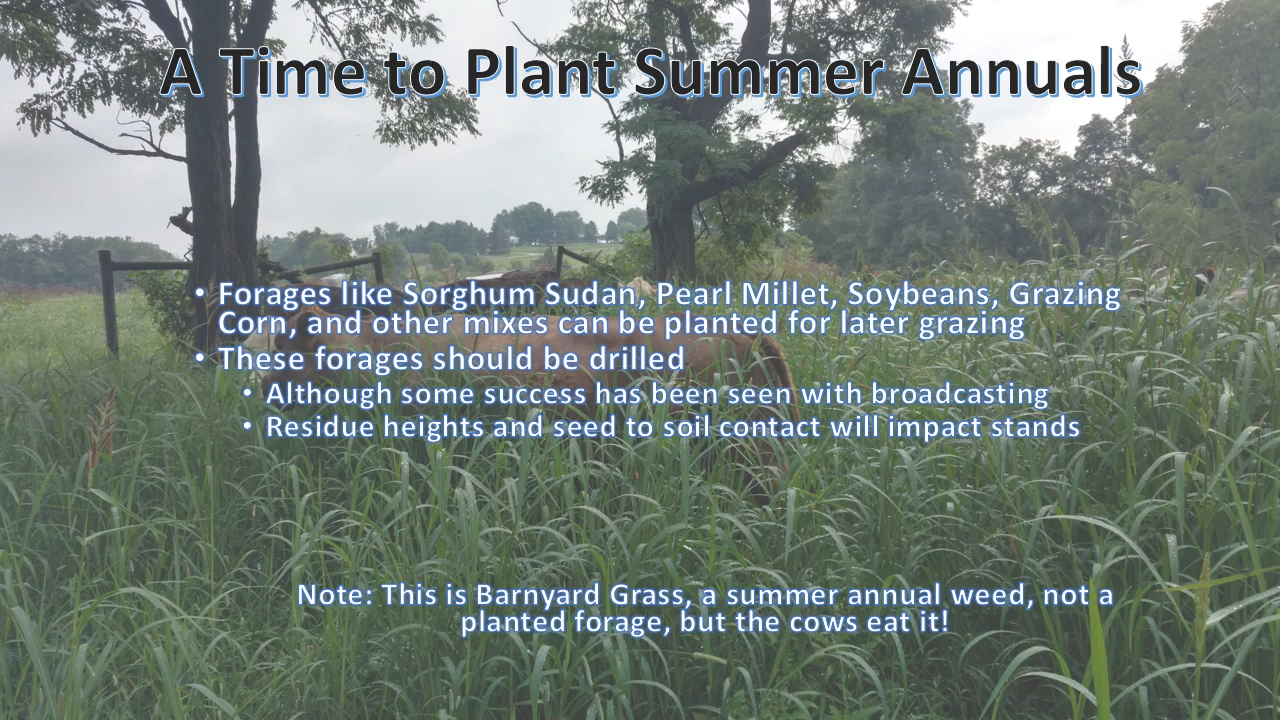 A Time to Plant Summer Annuals
• Forages like Sorghum Sudan, Pearl Millet, Soybeans, Grazing
Corn, and other mixes can be planted for later grazing
• These forages should be drilled
• Although some success has been seen with broadcasting
• Residue heights and seed to soil contact will impact stands
Note: This is Barnyard Grass, a summer annual weed, not a
planted forage, but the cows eat it!